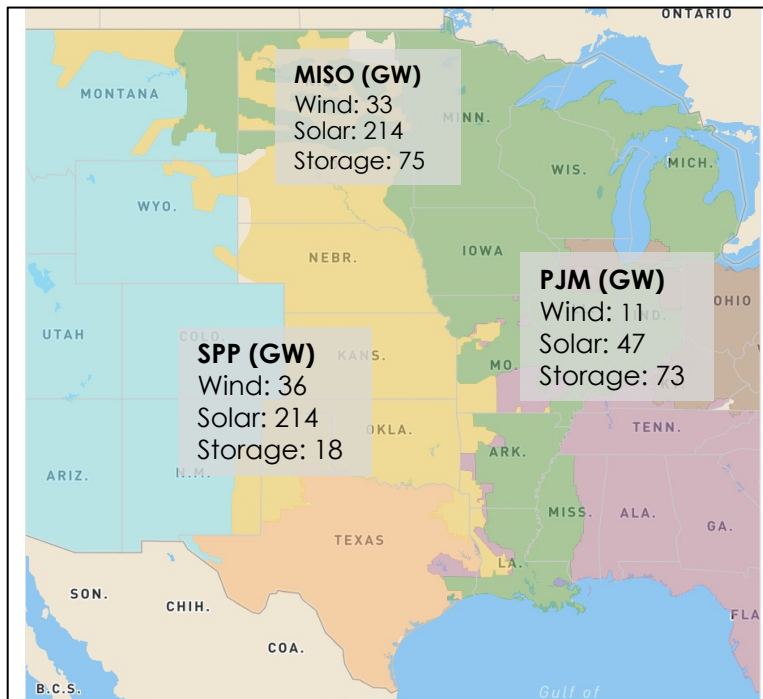 ONTARIO
MISO (GW)
Wind: 33
Solar: 214
Storage: 75
MONTANA
MINN.
WIS.
MICH.
WYO.
IOWA
NEBR.
PJM (GW)
Wind: 11
Solar: 47
Storage: 73
OHIO
IND.
UTAH
COLO.
SPP (GW)
Wind: 36
Solar: 214
Storage: 18
KANS.
MO.
OKLA.
TENN.
ARK.
ARIZ.
N.M.
MISS.
ALA.
GA.
TEXAS
LA.
SON.
CHIH.
COA.
FLA
B.C.S.
Gulf of